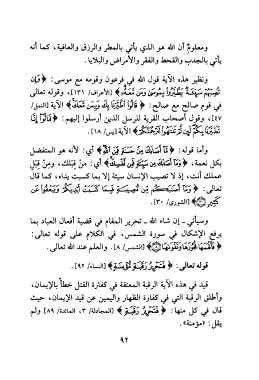 ومعلوم أن الله هو الذي يأتي بالمطر والرزق والعافية، كما أنه
يأتي بالجدب والقحط والفقر والأمراض والبلايا.
ونظير هذه الآية قول الله في فرعون وقومه مع موسى: ﴿وَإِن
تُصِبْهُمْ سَيِّئَةٌ يَطَّيَّرُوا بِمُوسَىٰ وَمَن مَّعَهُ﴾ [الأعراف/ ١٣١]، وقوله تعالى
في قوم صالح مع صالح: ﴿قَالُوا اطَّيَّرْنَا بِكَ وَبِمَن مَّعَكَ﴾ [النمل/
٤٧]، وقول أصحاب القرية للرسل الذين أرسلوا إليهم: ﴿قَالُوا إِنَّا
تَطَيَّرْنَا بِكُمْ لَئِن لَّمْ تَنتَهُوا لَنَرْجُمَنَّكُمْ﴾ الآية [يس/ ١٨].
وأما قوله: ﴿مَّا أَصَابَكَ مِنْ حَسَنَةٍ فَمِنَ اللَّهِ﴾ أي: لأنه هو المتفضل
بكل نعمة، ﴿وَمَا أَصَابَكَ مِن سَيِّئَةٍ فَمِن نَّفْسِكَ﴾ أي: من قِبَلك، ومن قِبَلِ
عملك أنت، إذ لا تصيب الإنسان سيئة إلا بما كسبت يداه، كما قال
تعالى: ﴿وَمَا أَصَابَكُم مِّن مُّصِيبَةٍ فَبِمَا كَسَبَتْ أَيْدِيكُمْ وَيَعْفُو عَن
كَثِيرٍ ۝﴾ [الشورى/ ٣٠].
وسيأتي ـ إن شاء الله ـ تحرير المقام في قضية أفعال العباد بما
يرفع الإشكال في سورة الشمس، في الكلام على قوله تعالى:
﴿فَأَلْهَمَهَا فُجُورَهَا وَتَقْوَاهَا ۝﴾ [الشمس/ ٨]. والعلم عند الله تعالى.
قوله تعالى: ﴿فَتَحْرِيرُ رَقَبَةٍ مُّؤْمِنَةٍ﴾ [النساء/ ٩٢].
قيد في هذه الآية الرقبة المعتقة في كفارة القتل خطأً بالإيمان،
وأطلق الرقبة التي في كفارة الظهار واليمين عن قيد الإيمان، حيث
قال في كل منها: ﴿فَتَحْرِيرُ رَقَبَةٍ﴾ [المجادلة/ ٣، المائدة/ ٨٩] ولم
يقل: «مؤمنة».
٩٢